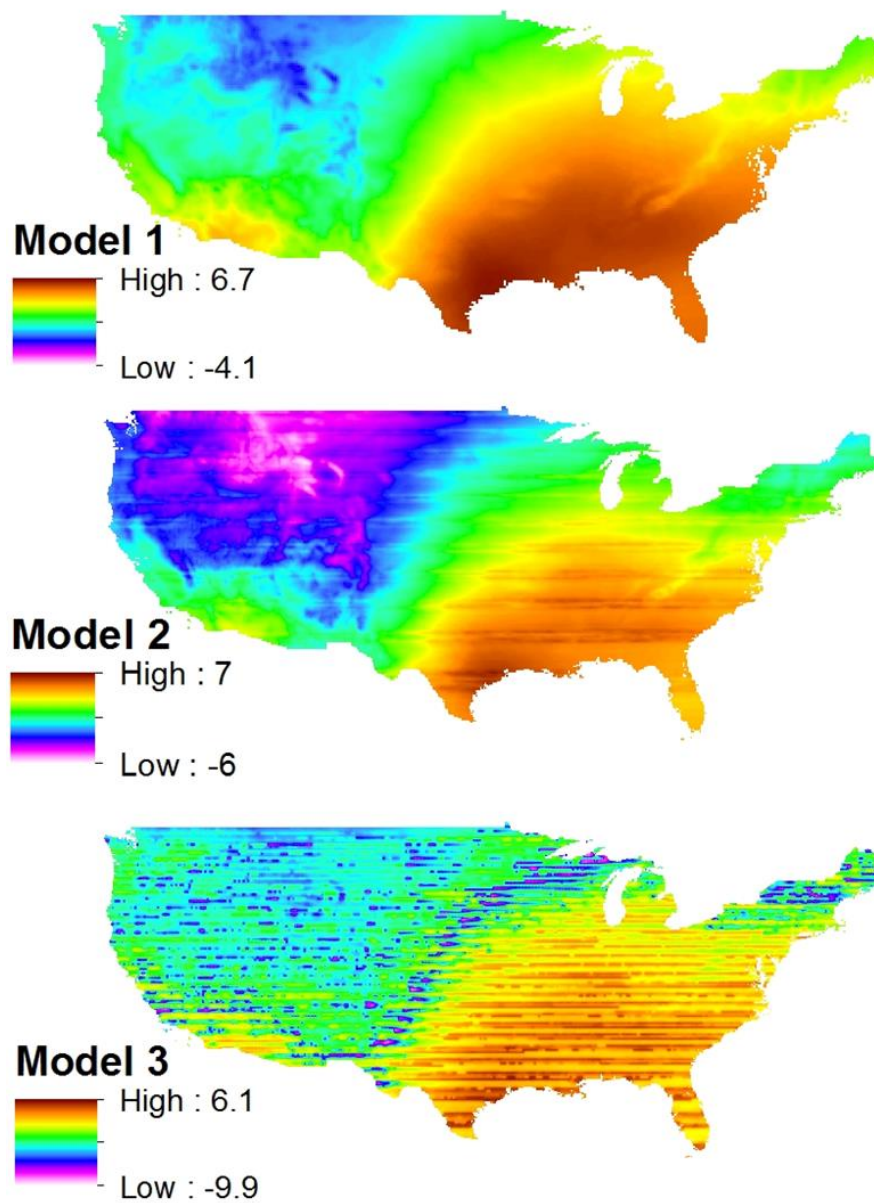 Model 1
High : 6.7
Low : -4.1
Model 2
High : 7
Low : -6
Model 3
High : 6.1
Low : -9.9